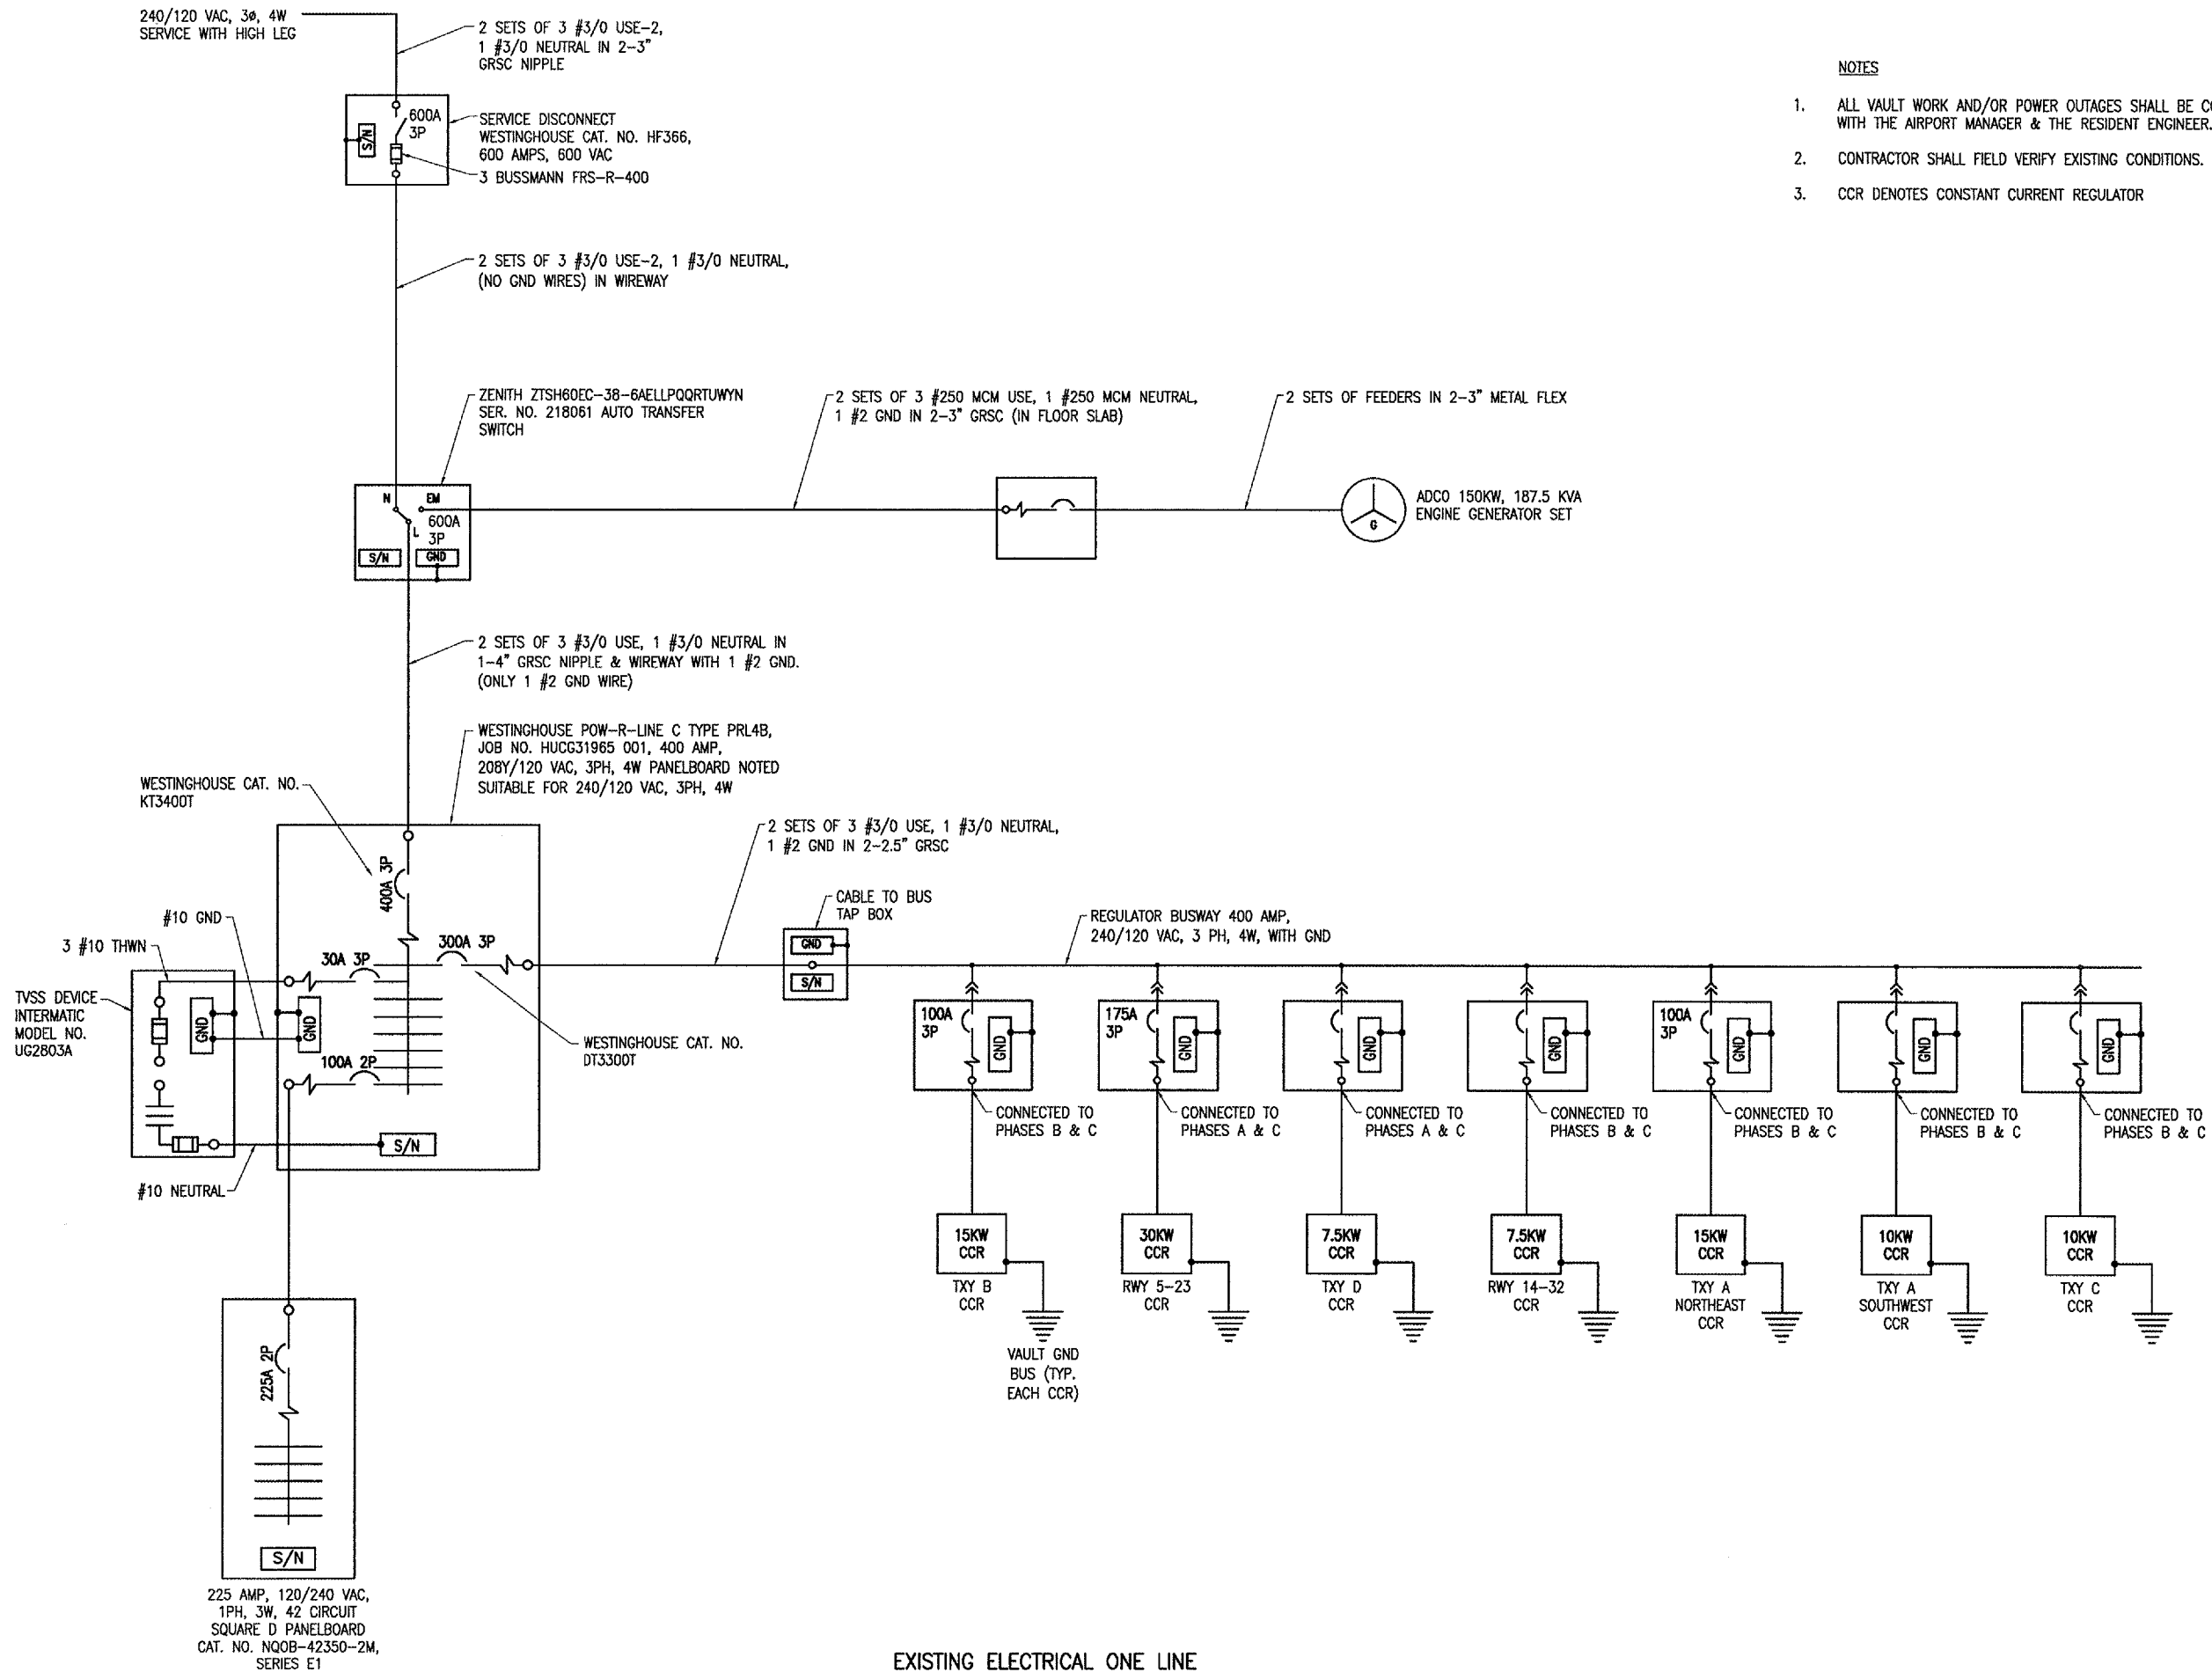 240/120 VAC, 3ø, 4W
SERVICE WITH HIGH LEG
2 SETS OF 3 #3/0 USE-2,
1 #3/0 NEUTRAL IN 2-3"
GRSC NIPPLE
600A
3P
S/N
SERVICE DISCONNECT
WESTINGHOUSE CAT. NO. HF366,
600 AMPS, 600 VAC
3 BUSSMANN FRS-R-400
NOTES
1. ALL VAULT WORK AND/OR POWER OUTAGES SHALL BE
WITH THE AIRPORT MANAGER & THE RESIDENT ENGINEER.
2. CONTRACTOR SHALL FIELD VERIFY EXISTING CONDITIONS.
3. CCR DENOTES CONSTANT CURRENT REGULATOR
2 SETS OF 3 #3/0 USE-2, 1 #3/0 NEUTRAL,
(NO GND WIRES) IN WIREWAY
ZENITH ZTSH60EC-38-6AELLPQQRTUWYN
SER. NO. 218061 AUTO TRANSFER
SWITCH
2 SETS OF 3 #250 MCM USE, 1 #250 MCM NEUTRAL,
1 #2 GND IN 2-3" GRSC (IN FLOOR SLAB)
2 SETS OF FEEDERS IN 2-3" METAL FLEX
N
EM
600A
L
3P
S/N
GND
G
ADCO 150KW, 187.5 KVA
ENGINE GENERATOR SET
2 SETS OF 3 #3/0 USE, 1 #3/0 NEUTRAL IN
1-4" GRSC NIPPLE & WIREWAY WITH 1 #2 GND.
(ONLY 1 #2 GND WIRE)
WESTINGHOUSE POW-R-LINE C TYPE PRL4B,
JOB NO. HUCG31965 001, 400 AMP,
208Y/120 VAC, 3PH, 4W PANELBOARD NOTED
SUITABLE FOR 240/120 VAC, 3PH, 4W
WESTINGHOUSE CAT. NO.
KT3400T
400A 3P
300A 3P
30A 3P
100A 2P
GND
S/N
WESTINGHOUSE CAT. NO.
DT3300T
#10 GND
3 #10 THWN
TVSS DEVICE
INTERMATIC
MODEL NO.
UG2803A
GND
#10 NEUTRAL
2 SETS OF 3 #3/0 USE, 1 #3/0 NEUTRAL,
1 #2 GND IN 2-2.5" GRSC
CABLE TO BUS
TAP BOX
GND
S/N
REGULATOR BUSWAY 400 AMP,
240/120 VAC, 3 PH, 4W, WITH GND
100A
3P
GND
CONNECTED TO
PHASES B & C
15KW
CCR
TXY B
CCR
VAULT GND
BUS (TYP.
EACH CCR)
175A
3P
GND
CONNECTED TO
PHASES A & C
30KW
CCR
RWY 5-23
CCR
GND
CONNECTED TO
PHASES A & C
7.5KW
CCR
TXY D
CCR
GND
CONNECTED TO
PHASES B & C
7.5KW
CCR
RWY 14-32
CCR
100A
3P
GND
CONNECTED TO
PHASES B & C
15KW
CCR
TXY A
NORTHEAST
CCR
GND
CONNECTED TO
PHASES B & C
10KW
CCR
TXY A
SOUTHWEST
CCR
GND
CONNECTED TO
PHASES B & C
10KW
CCR
TXY C
CCR
225A 2P
S/N
225 AMP, 120/240 VAC,
1PH, 3W, 42 CIRCUIT
SQUARE D PANELBOARD
CAT. NO. NQOB-42350-2M,
SERIES E1
EXISTING ELECTRICAL ONE LINE